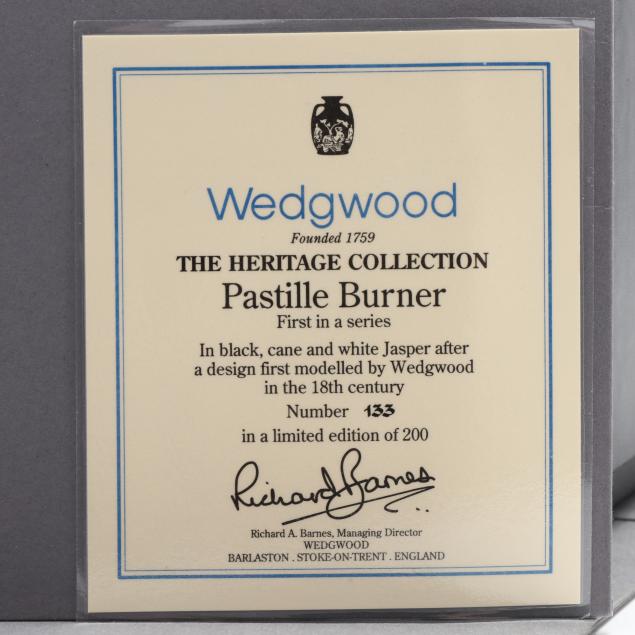 Wedgwood
Founded 1759
THE HERITAGE COLLECTION
Pastille Burner
First in a series
In black, cane and white Jasper after
a design first modelled by Wedgwood
in the 18th century
Number 133
in a limited edition of 200
Richard Barnes
Richard A. Barnes, Managing Director
WEDGWOOD
BARLASTON . STOKE-ON-TRENT . ENGLAND